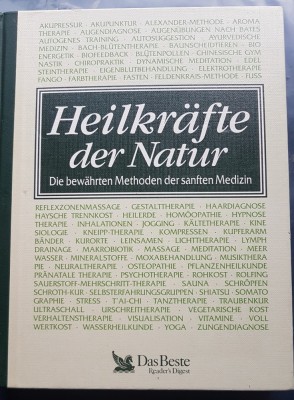 AKUPRESSUR · AKUPUNKTUR · ALEXANDER-METHODE · AROMA
THERAPIE · AUGENDIAGNOSE · AUGENÜBUNGEN NACH BATES
AUTOGENES TRAINING · AUTOSUGGESTION · AYURVEDISCHE
MEDIZIN · BACH-BLÜTENTHERAPIE · BAUNSCHEIDTIEREN · BIO
ENERGETIK · BIOFEEDBACK · BLÜTENPOLLEN · CHINESISCHE GYM
NASTIK · CHIROPRAKTIK · DYNAMISCHE MEDITATION · EDEL
STEINTHERAPIE · EIGENBLUTBEHANDLUNG · ELEKTROTHERAPIE
FANGO · FARBTHERAPIE · FASTEN · FELDENKRAIS-METHODE · FUSS
Heilkräfte
der Natur
Die bewährten Methoden der sanften Medizin
REFLEXZONENMASSAGE · GESTALTTHERAPIE · HAARDIAGNOSE
HAYSCHE TRENNKOST · HEILERDE · HOMÖOPATHIE · HYPNOSE
THERAPIE · INHALATIONEN · JOGGING · KÄLTETHERAPIE · KINE
SIOLOGIE · KNEIPP-THERAPIE · KOMPRESSEN · KUPFERARM
BÄNDER · KURORTE · LEINSAMEN · LICHTTHERAPIE · LYMPH
DRAINAGE · MAKROBIOTIK · MASSAGE · MEDITATION · MEER
WASSER · MINERALSTOFFE · MOXABEHANDLUNG · MUSIKTHERA
PIE · NEURALTHERAPIE · OSTEOPATHIE · PFLANZENHEILKUNDE
PRÄNATALE THERAPIE · PSYCHOTHERAPIE · ROHKOST · ROLFING
SAUERSTOFF-MEHRSCHRITT-THERAPIE · SAUNA · SCHRÖPFEN
SCHROTH-KUR · SELBSTERFAHRUNGSGRUPPEN · SHIATSU · SOMATO
GRAPHIE · STRESS · T'AI-CHI · TANZTHERAPIE · TRAUBENKUR
ULTRASCHALL · URSCHREITHERAPIE · VEGETARISCHE KOST
VERHALTENSTHERAPIE · VISUALISATION · VITAMINE · VOLL
WERTKOST · WASSERHEILKUNDE · YOGA · ZUNGENDIAGNOSE
Das Beste
Reader's Digest